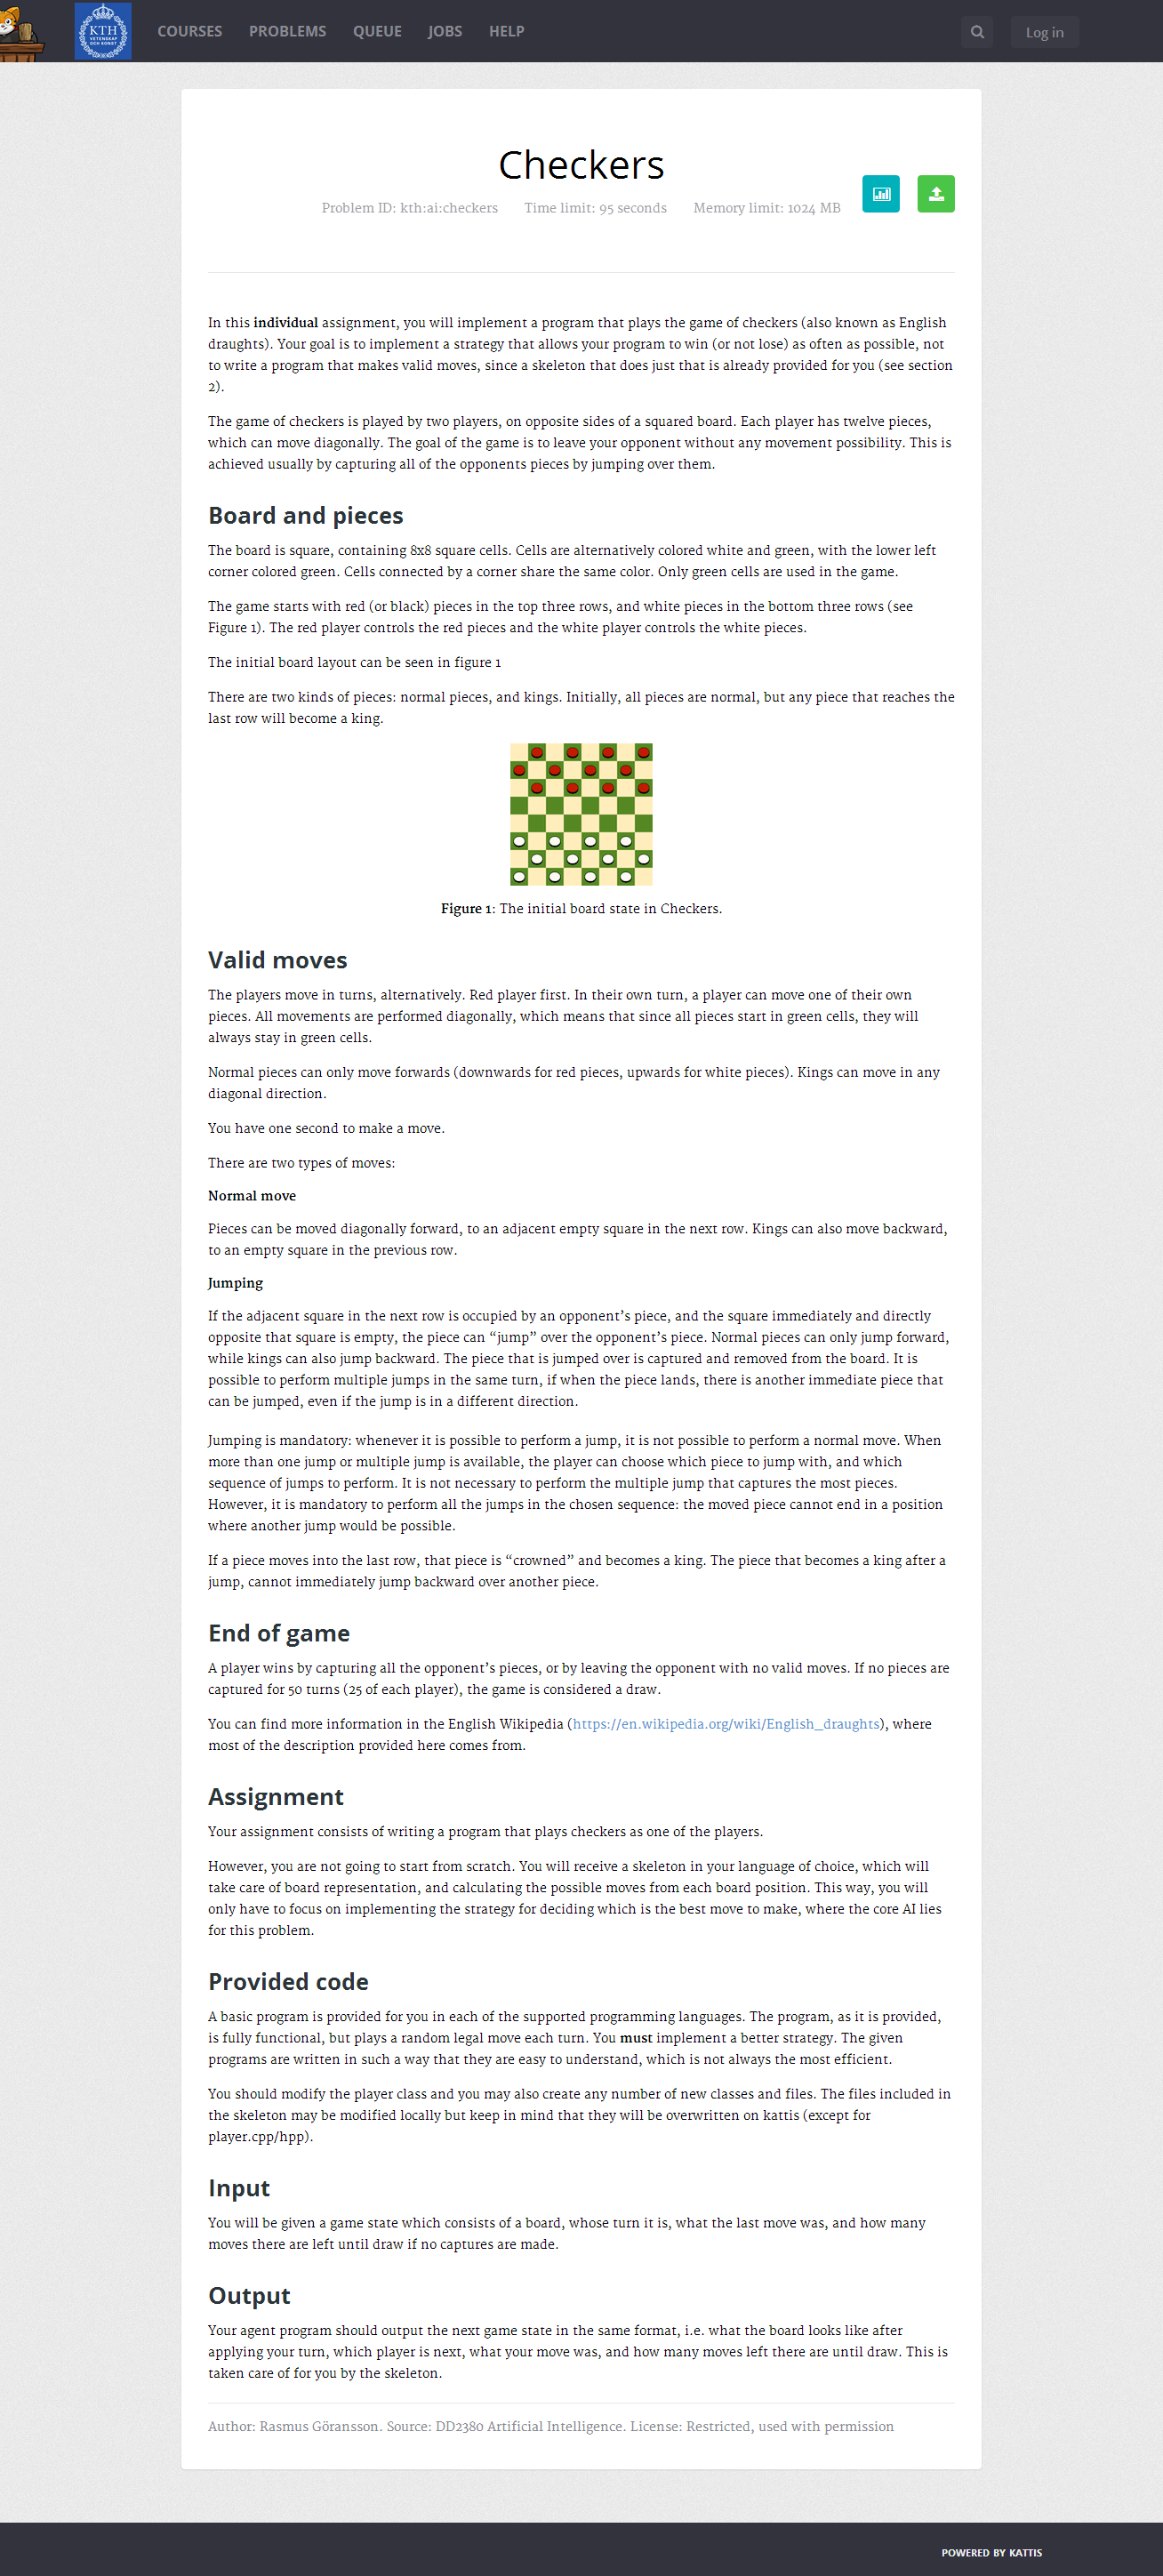 KTH
VETENSKAP
OCH KONST
COURSES PROBLEMS QUEUE JOBS HELP
Log in
Checkers
Problem ID: kth:ai:checkers Time limit: 95 seconds Memory limit: 1024 MB
In this individual assignment, you will implement a program that plays the game of checkers (also known as English
draughts). Your goal is to implement a strategy that allows your program to win (or not lose) as often as possible, not
to write a program that makes valid moves, since a skeleton that does just that is already provided for you (see section
2).
The game of checkers is played by two players, on opposite sides of a squared board. Each player has twelve pieces,
which can move diagonally. The goal of the game is to leave your opponent without any movement possibility. This is
achieved usually by capturing all of the opponents pieces by jumping over them.
Board and pieces
The board is square, containing 8x8 square cells. Cells are alternatively colored white and green, with the lower left
corner colored green. Cells connected by a corner share the same color. Only green cells are used in the game.
The game starts with red (or black) pieces in the top three rows, and white pieces in the bottom three rows (see
Figure 1). The red player controls the red pieces and the white player controls the white pieces.
The initial board layout can be seen in figure 1
There are two kinds of pieces: normal pieces, and kings. Initially, all pieces are normal, but any piece that reaches the
last row will become a king.
Figure 1: The initial board state in Checkers.
Valid moves
The players move in turns, alternatively. Red player first. In their own turn, a player can move one of their own
pieces. All movements are performed diagonally, which means that since all pieces start in green cells, they will
always stay in green cells.
Normal pieces can only move forwards (downwards for red pieces, upwards for white pieces). Kings can move in any
diagonal direction.
You have one second to make a move.
There are two types of moves:
Normal move
Pieces can be moved diagonally forward, to an adjacent empty square in the next row. Kings can also move backward,
to an empty square in the previous row.
Jumping
If the adjacent square in the next row is occupied by an opponent’s piece, and the square immediately and directly
opposite that square is empty, the piece can “jump” over the opponent’s piece. Normal pieces can only jump forward,
while kings can also jump backward. The piece that is jumped over is captured and removed from the board. It is
possible to perform multiple jumps in the same turn, if when the piece lands, there is another immediate piece that
can be jumped, even if the jump is in a different direction.
Jumping is mandatory: whenever it is possible to perform a jump, it is not possible to perform a normal move. When
more than one jump or multiple jump is available, the player can choose which piece to jump with, and which
sequence of jumps to perform. It is not necessary to perform the multiple jump that captures the most pieces.
However, it is mandatory to perform all the jumps in the chosen sequence: the moved piece cannot end in a position
where another jump would be possible.
If a piece moves into the last row, that piece is “crowned” and becomes a king. The piece that becomes a king after a
jump, cannot immediately jump backward over another piece.
End of game
A player wins by capturing all the opponent’s pieces, or by leaving the opponent with no valid moves. If no pieces are
captured for 50 turns (25 of each player), the game is considered a draw.
You can find more information in the English Wikipedia (https://en.wikipedia.org/wiki/English_draughts), where
most of the description provided here comes from.
Assignment
Your assignment consists of writing a program that plays checkers as one of the players.
However, you are not going to start from scratch. You will receive a skeleton in your language of choice, which will
take care of board representation, and calculating the possible moves from each board position. This way, you will
only have to focus on implementing the strategy for deciding which is the best move to make, where the core AI lies
for this problem.
Provided code
A basic program is provided for you in each of the supported programming languages. The program, as it is provided,
is fully functional, but plays a random legal move each turn. You must implement a better strategy. The given
programs are written in such a way that they are easy to understand, which is not always the most efficient.
You should modify the player class and you may also create any number of new classes and files. The files included in
the skeleton may be modified locally but keep in mind that they will be overwritten on kattis (except for
player.cpp/hpp).
Input
You will be given a game state which consists of a board, whose turn it is, what the last move was, and how many
moves there are left until draw if no captures are made.
Output
Your agent program should output the next game state in the same format, i.e. what the board looks like after
applying your turn, which player is next, what your move was, and how many moves left there are until draw. This is
taken care of for you by the skeleton.
Author: Rasmus Göransson. Source: DD2380 Artificial Intelligence. License: Restricted, used with permission
POWERED BY KATTIS